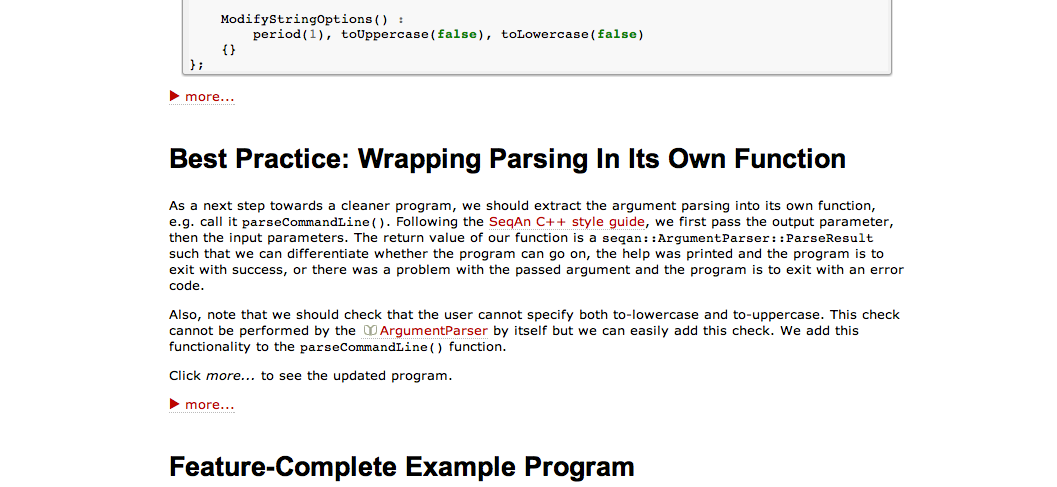 ModifyStringOptions() :
period(1), toUppercase(false), toLowercase(false)
{}
};
▶ more...
Best Practice: Wrapping Parsing In Its Own Function
As a next step towards a cleaner program, we should extract the argument parsing into its own function,
e.g. call it parseCommandLine(). Following the SeqAn C++ style guide, we first pass the output parameter,
then the input parameters. The return value of our function is a seqan::ArgumentParser::ParseResult
such that we can differentiate whether the program can go on, the help was printed and the program is to
exit with success, or there was a problem with the passed argument and the program is to exit with an error
code.
Also, note that we should check that the user cannot specify both to-lowercase and to-uppercase. This check
cannot be performed by the ArgumentParser by itself but we can easily add this check. We add this
functionality to the parseCommandLine() function.
Click more... to see the updated program.
▶ more...
Feature-Complete Example Program